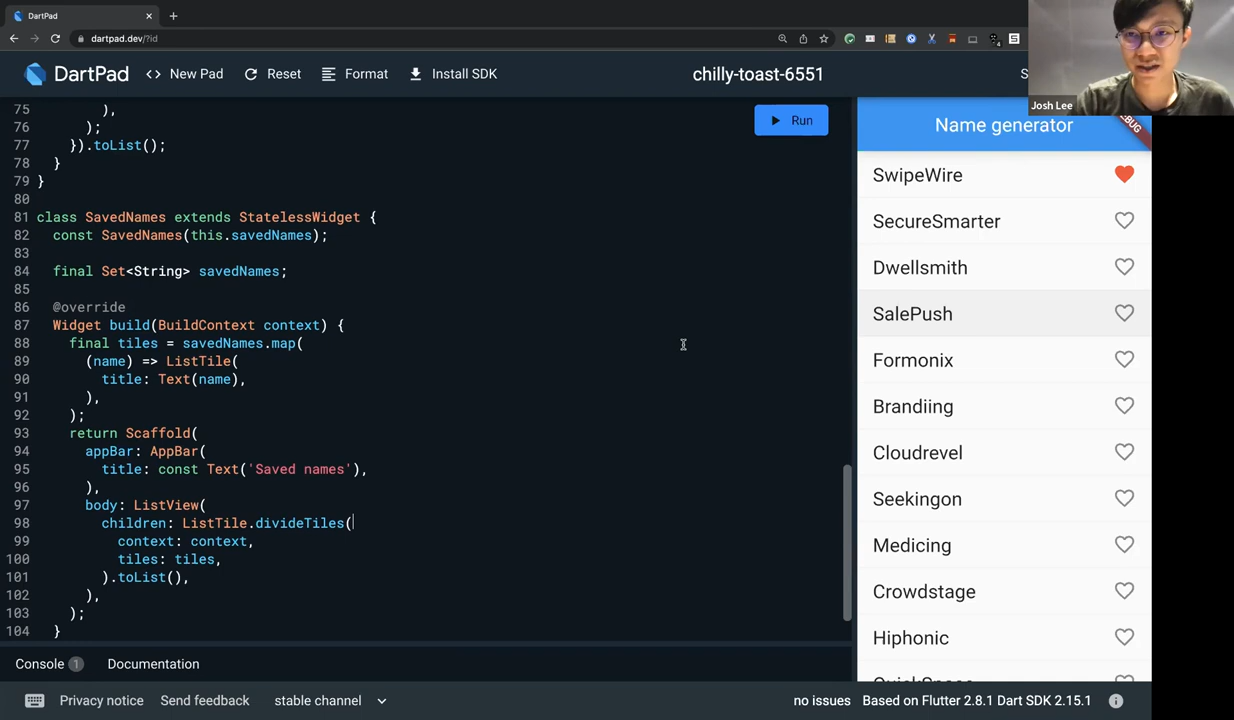 DartPad
dartpad.dev/?id
DartPad
New Pad
Reset
Format
Install SDK
chilly-toast-6551
S
Josh Lee
Run
75 ),
76 );
77 }).toList();
78 }
79 }
80
81 class SavedNames extends StatelessWidget {
82 const SavedNames(this.savedNames);
83
84 final Set<String> savedNames;
85
86 @override
87 Widget build(BuildContext context) {
88 final tiles = savedNames.map(
89 (name) => ListTile(
90 title: Text(name),
91 ),
92 );
93 return Scaffold(
94 appBar: AppBar(
95 title: const Text('Saved names'),
96 ),
97 body: ListView(
98 children: ListTile.divideTiles(
99 context: context,
100 tiles: tiles,
101 ).toList(),
102 ),
103 );
104 }
Name generator
SwipeWire
SecureSmarter
Dwellsmith
SalePush
Formonix
Brandiing
Cloudrevel
Seekingon
Medicing
Crowdstage
Hiphonic
Console 1
Documentation
Privacy notice
Send feedback
stable channel
no issues
Based on Flutter 2.8.1 Dart SDK 2.15.1